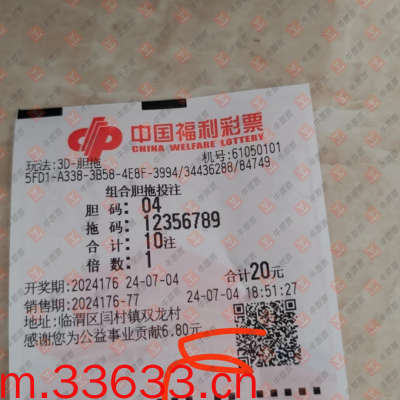 中国福利彩票
CHINA WELFARE LOTTERY
玩法:3D-胆拖
机号:61050101
5FD1-A338-3B58-4E8F-3994/34436288/84749
组合胆拖投注
胆 码: 04
拖 码: 12356789
合 计: 10注
倍 数: 1
合计20元
开奖期:2024176 24-07-04
销售期:2024176-77 24-07-04 18:51:27
地址:临渭区闫村镇双龙村
感谢您为公益事业贡献6.80元
m.33633.cn